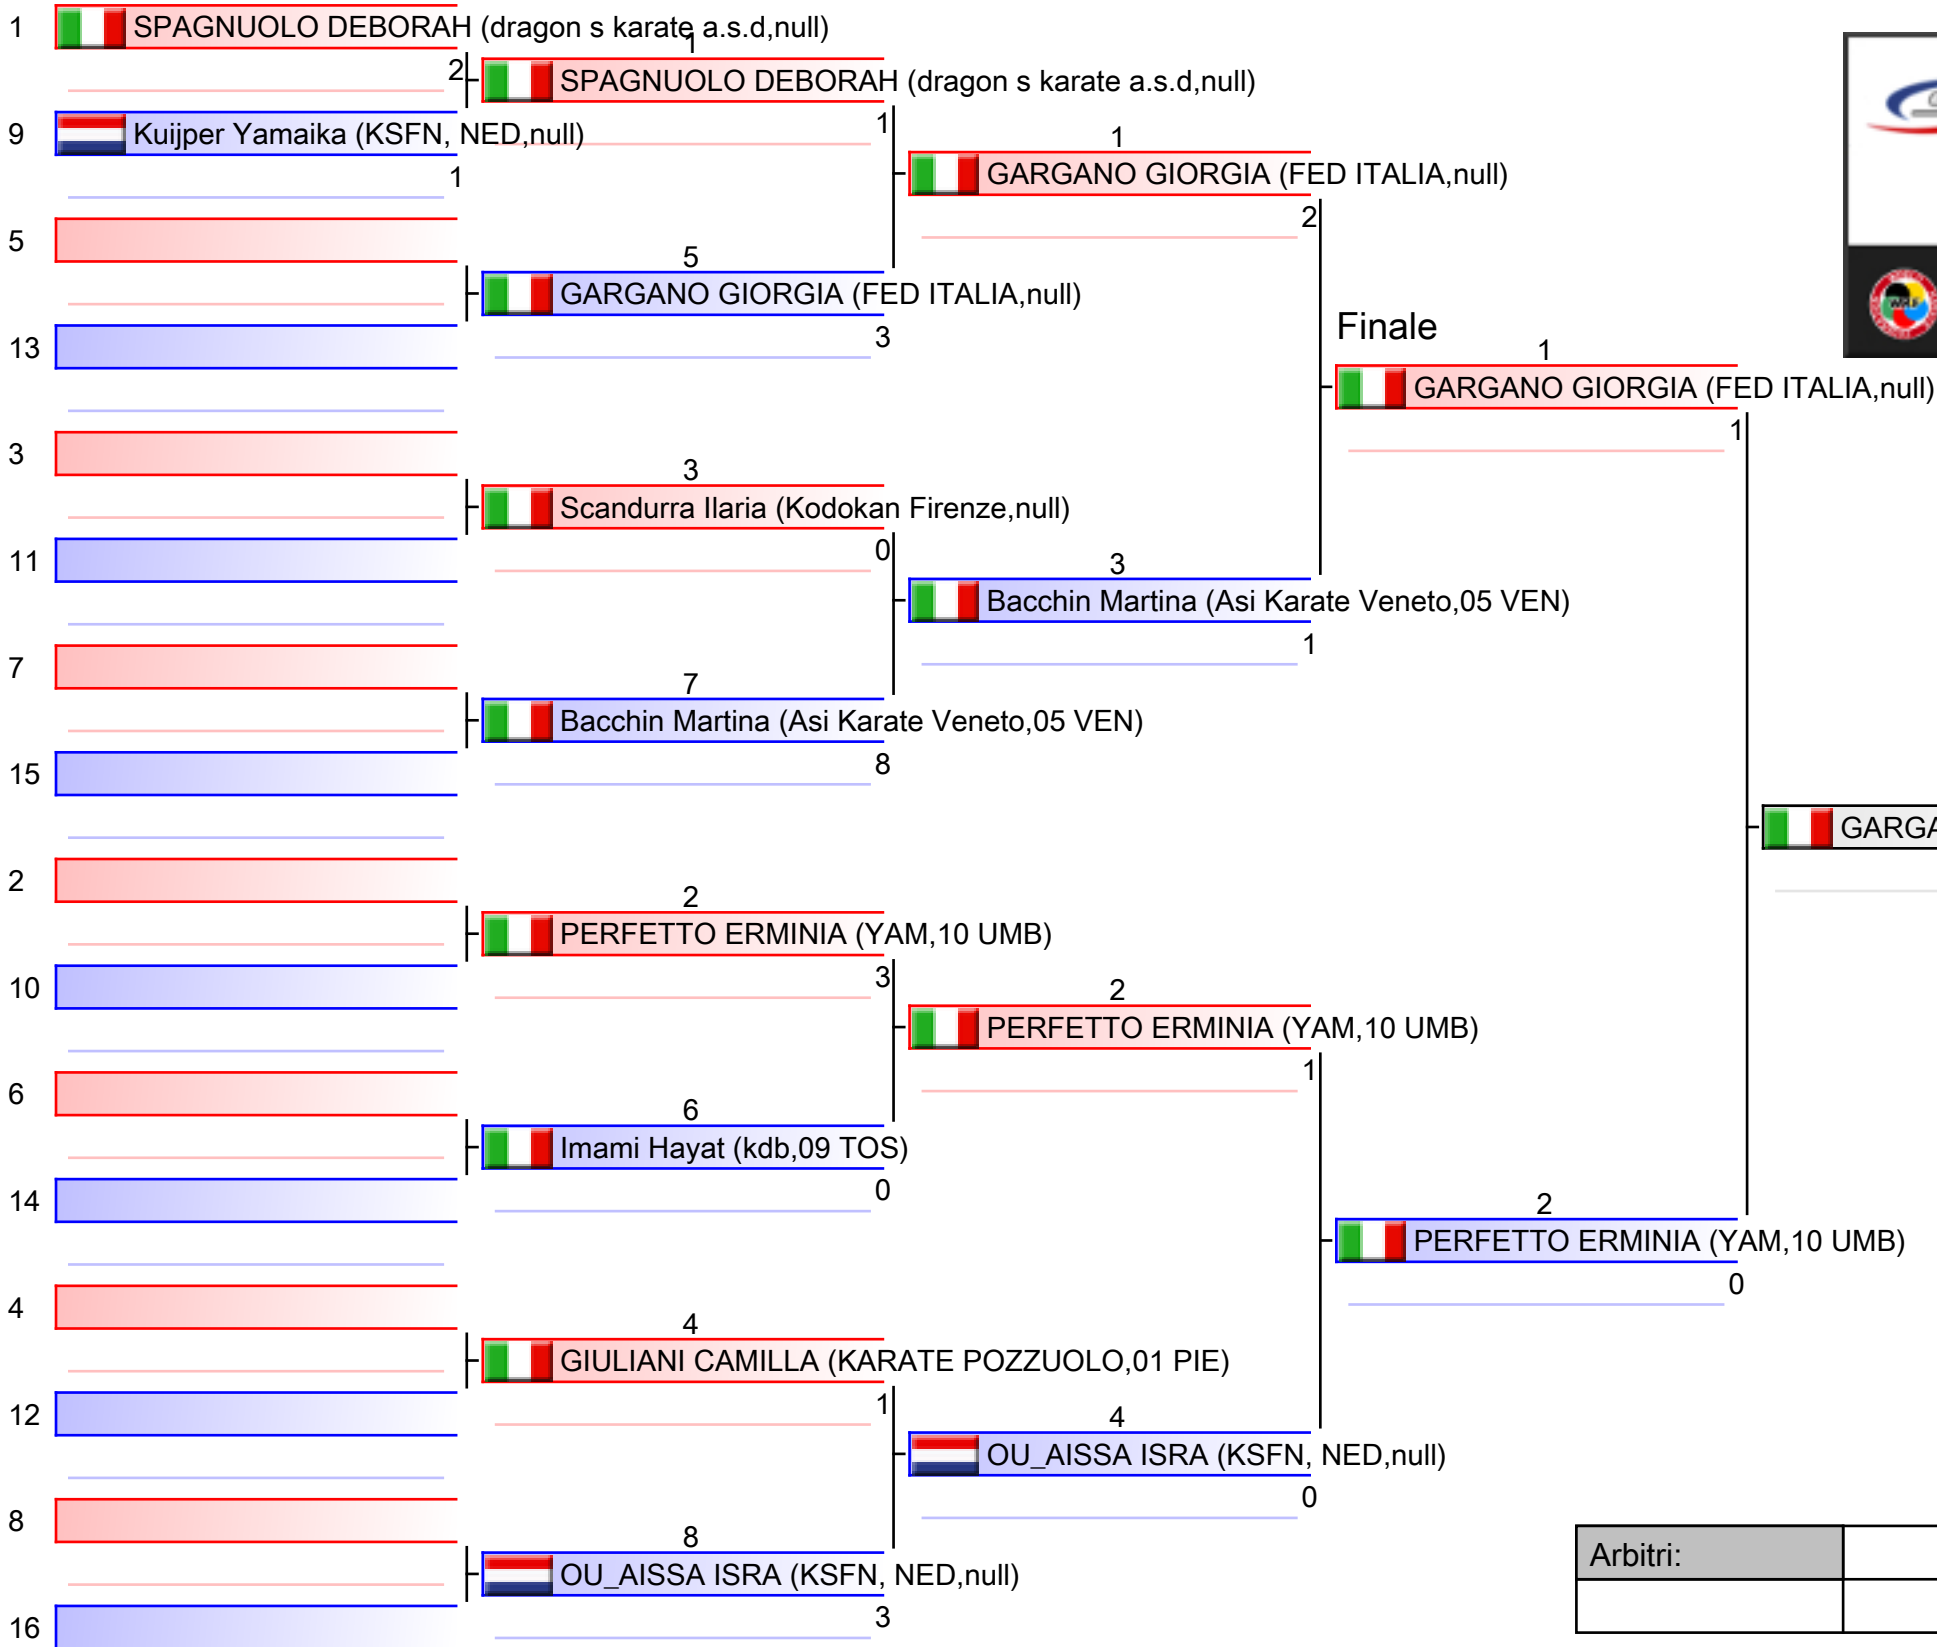 1 SPAGNUOLO DEBORAH (dragon s karate a.s.d,null)
2
1
SPAGNUOLO DEBORAH (dragon s karate a.s.d,null)
1
9 Kuijper Yamaika (KSFN, NED,null)
1
1
GARGANO GIORGIA (FED ITALIA,null)
2
5
5
GARGANO GIORGIA (FED ITALIA,null)
3
13
Finale
1
GARGANO GIORGIA (FED ITALIA,null)
1
3
3
Scandurra Ilaria (Kodokan Firenze,null)
0
11
3
Bacchin Martina (Asi Karate Veneto,05 VEN)
1
7
7
Bacchin Martina (Asi Karate Veneto,05 VEN)
8
15
GARGA
2
2
PERFETTO ERMINIA (YAM,10 UMB)
3
10
2
PERFETTO ERMINIA (YAM,10 UMB)
1
6
6
Imami Hayat (kdb,09 TOS)
0
14
2
PERFETTO ERMINIA (YAM,10 UMB)
0
4
4
GIULIANI CAMILLA (KARATE POZZUOLO,01 PIE)
1
12
4
OU_AISSA ISRA (KSFN, NED,null)
0
8
8
OU_AISSA ISRA (KSFN, NED,null)
3
16
Arbitri: